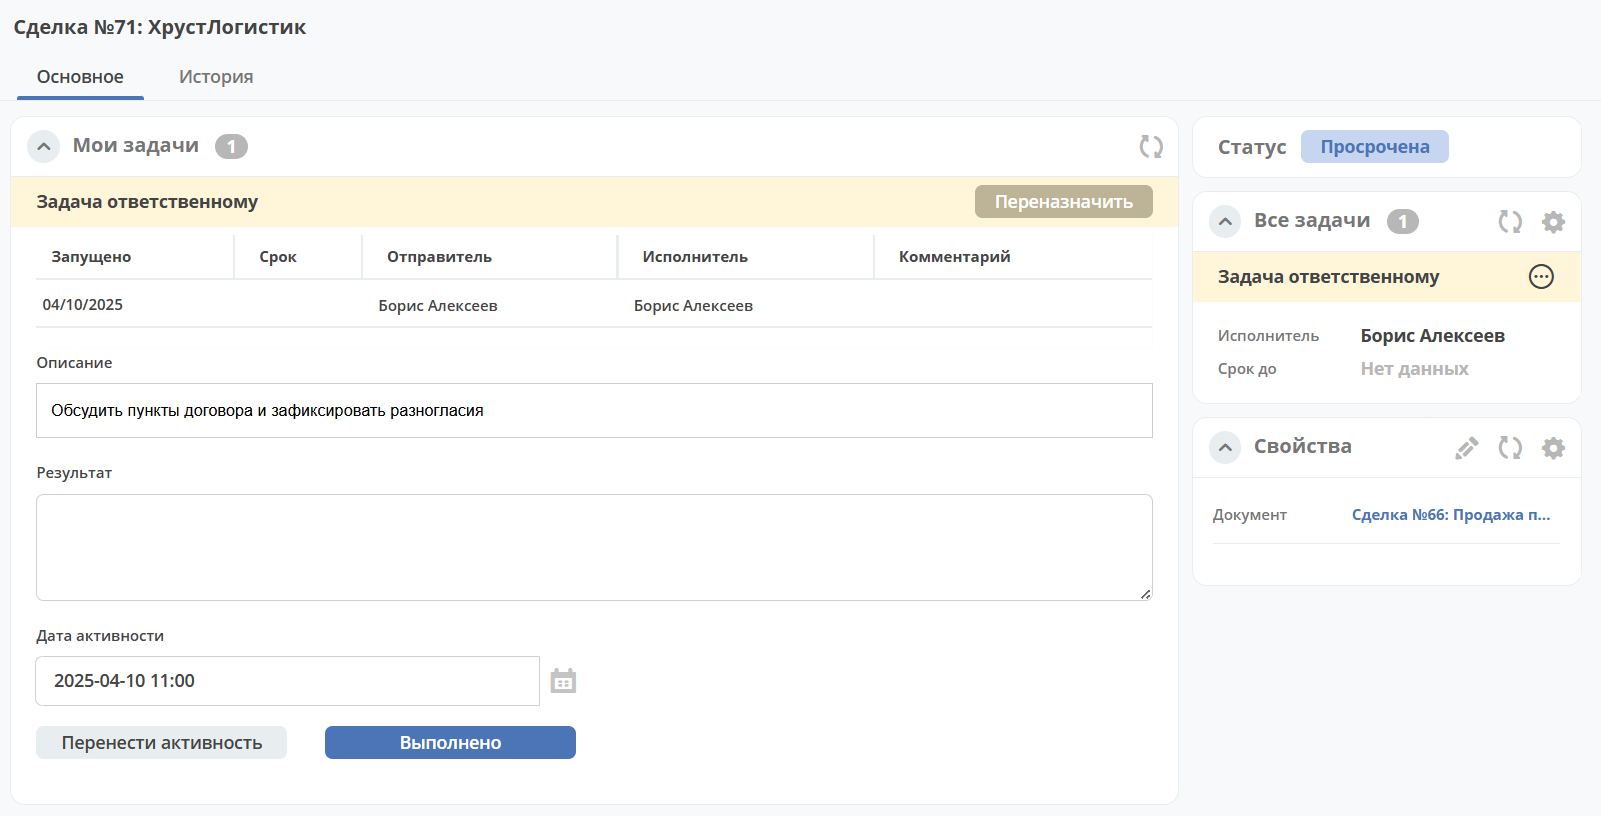 Сделка №71: ХрустЛогистик
Основное
История
Мои задачи 1
Задача ответственному
Переназначить
Запущено
Срок
Отправитель
Исполнитель
Комментарий
04/10/2025
Борис Алексеев
Борис Алексеев
Описание
Обсудить пункты договора и зафиксировать разногласия
Результат
Дата активности
2025-04-10 11:00
Перенести активность
Выполнено
Статус
Просрочена
Все задачи 1
Задача ответственному
Исполнитель
Борис Алексеев
Срок до
Нет данных
Свойства
Документ
Сделка №66: Продажа п...